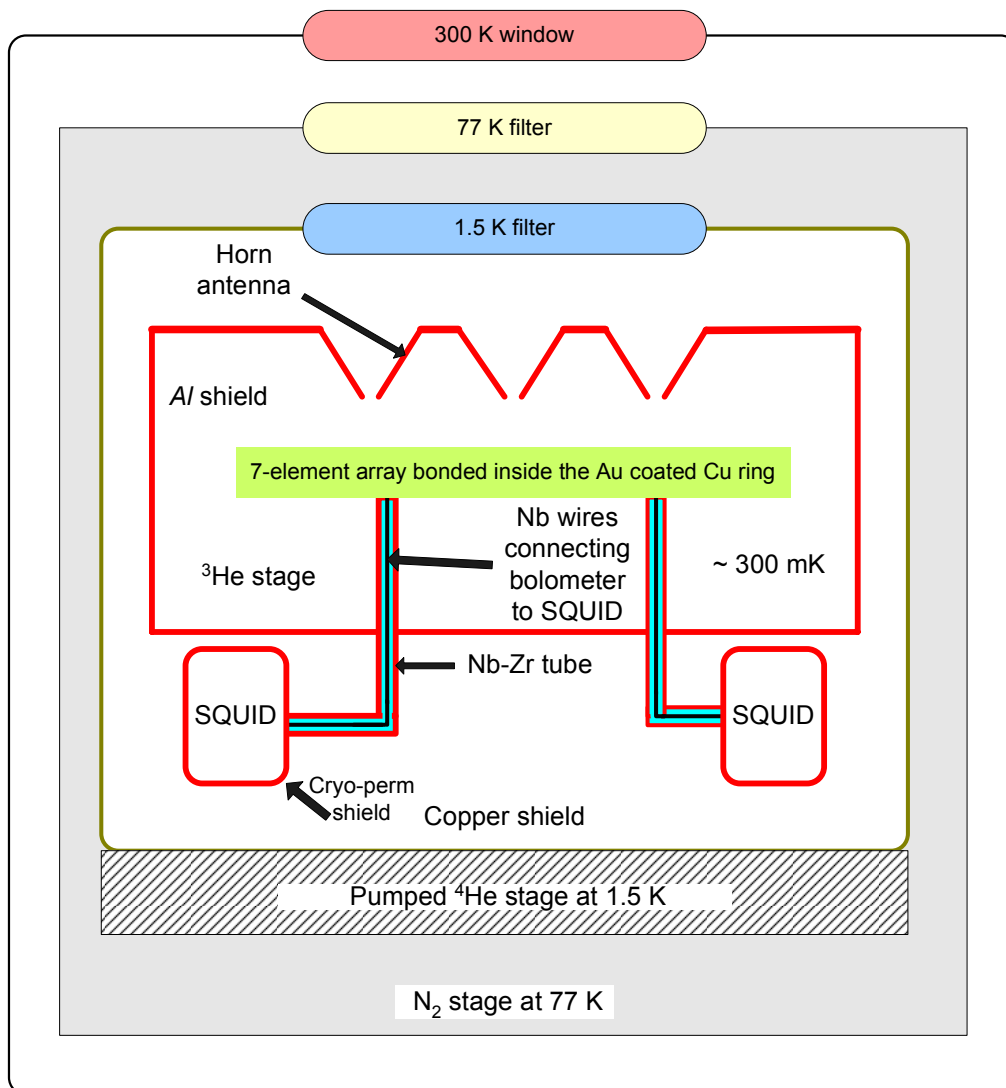 300 K window
77 K filter
1.5 K filter
Horn
antenna
Al shield
7-element array bonded inside the Au coated Cu ring
Nb wires
connecting
bolometer
to SQUID
³He stage
~ 300 mK
Nb-Zr tube
SQUID
SQUID
Cryo-perm
shield
Copper shield
Pumped ⁴He stage at 1.5 K
N₂ stage at 77 K